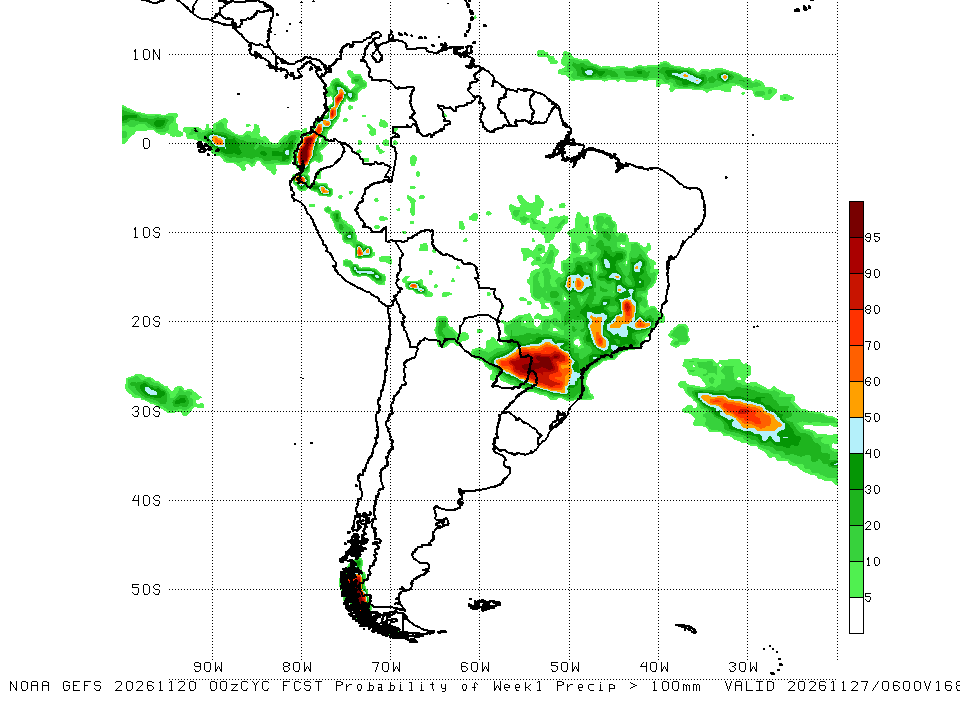 10N
0
10S
20S
30S
40S
50S
95
90
80
70
60
50
40
30
20
10
5
90W 80W 70W 60W 50W 40W 30W
NOAA GEFS 20261120 00zCYC FCST Probability of Week1 Precip > 100mm VALID 20261127/0600V168